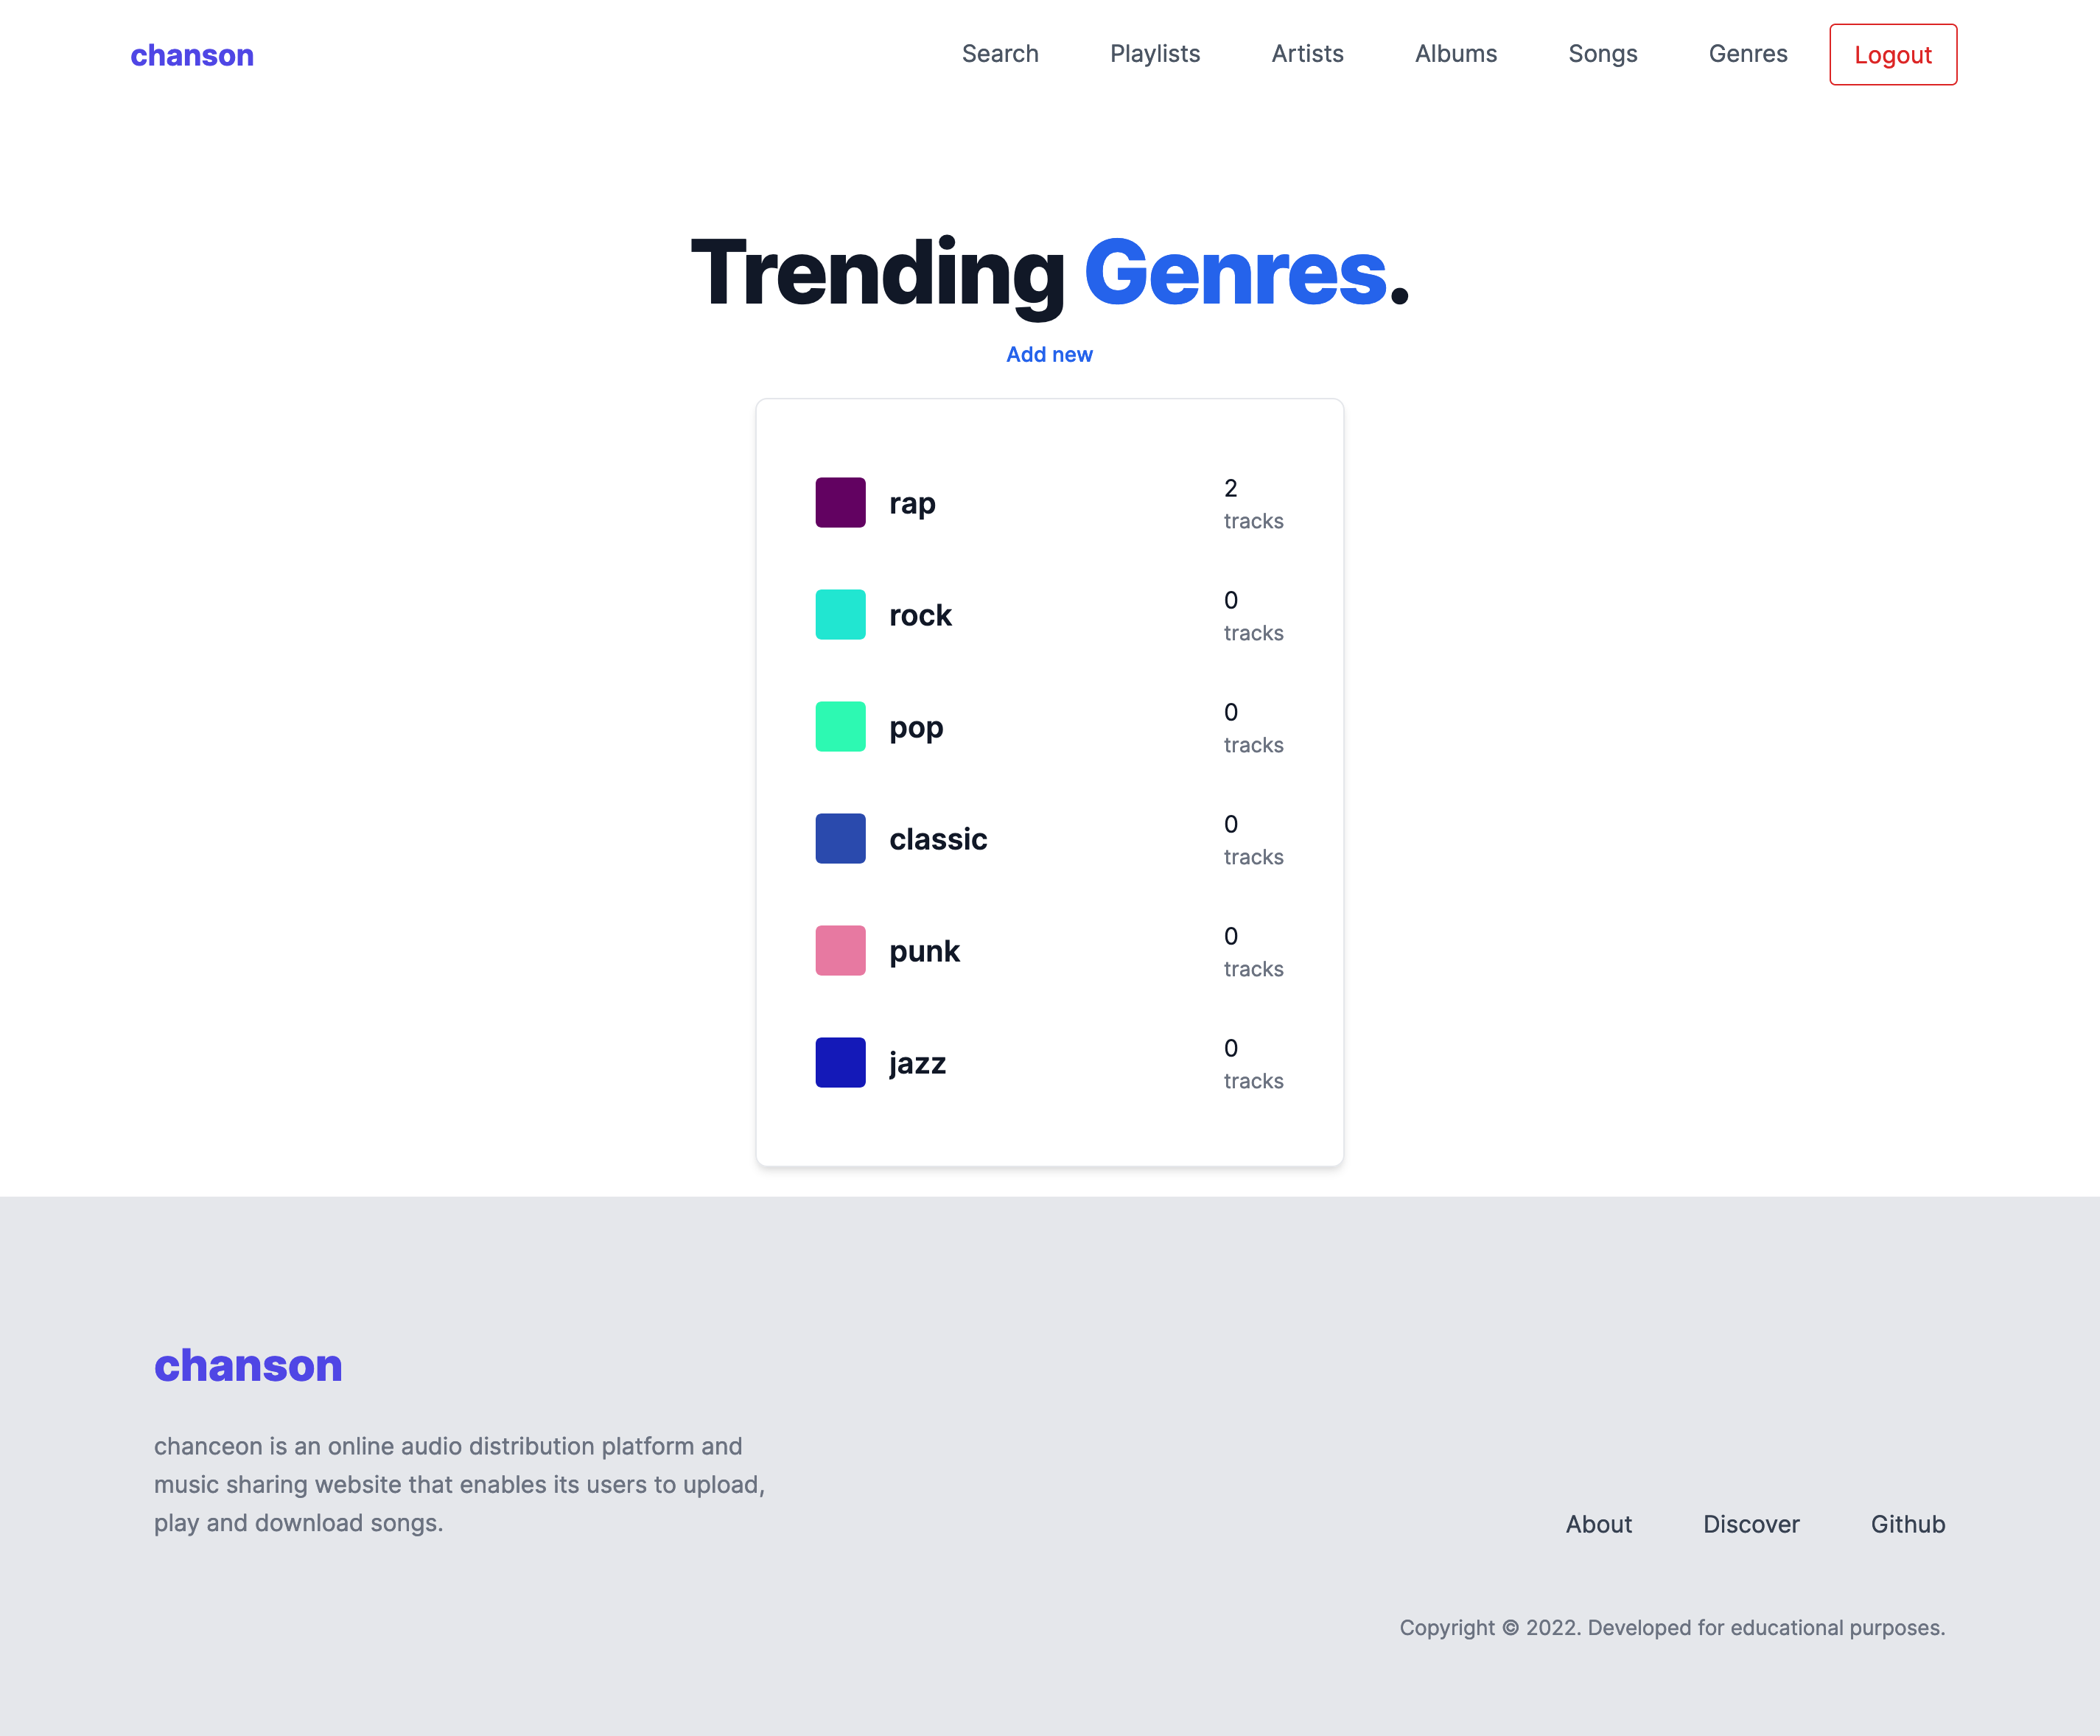 chanson
Search Playlists Artists Albums Songs Genres Logout
Trending Genres.
Add new
rap
2
tracks
rock
0
tracks
pop
0
tracks
classic
0
tracks
punk
0
tracks
jazz
0
tracks
chanson
chanceon is an online audio distribution platform and
music sharing website that enables its users to upload,
play and download songs.
About Discover Github
Copyright © 2022. Developed for educational purposes.